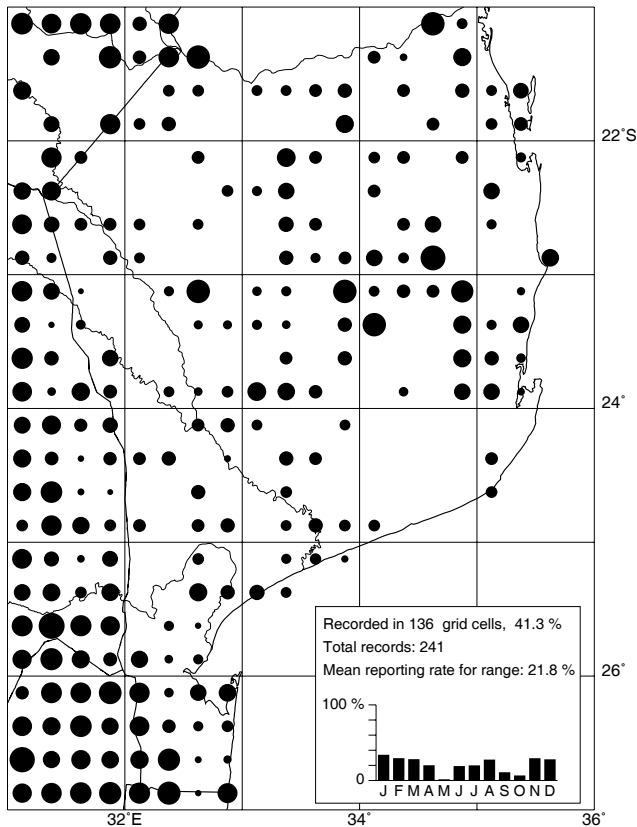 22°S
24°
Recorded in 136 grid cells, 41.3 %
Total records: 241
Mean reporting rate for range: 21.8 %
26°
100 %
0
J F M A M J J A S O N D
32°E
34°
36°